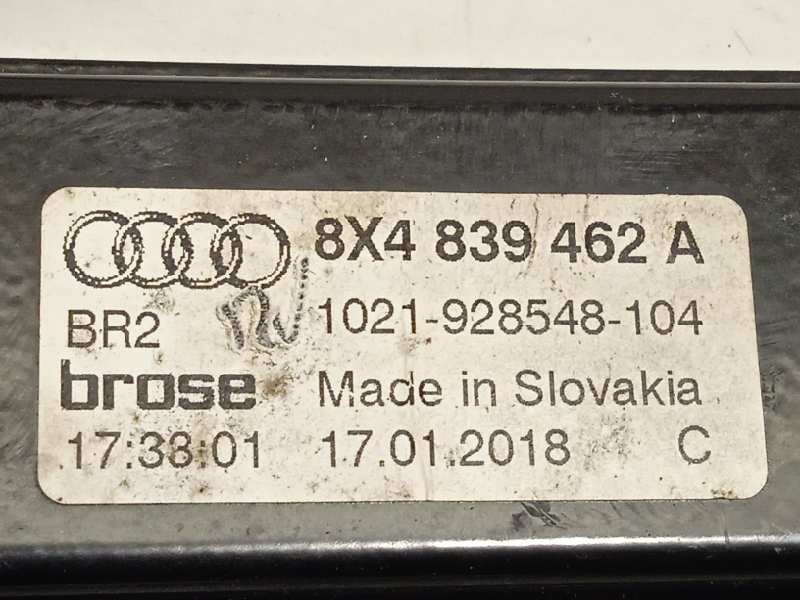 8X4 839 462 A
BR2 1021-928548-104
brose Made in Slovakia
17:38:01 17.01.2018 C